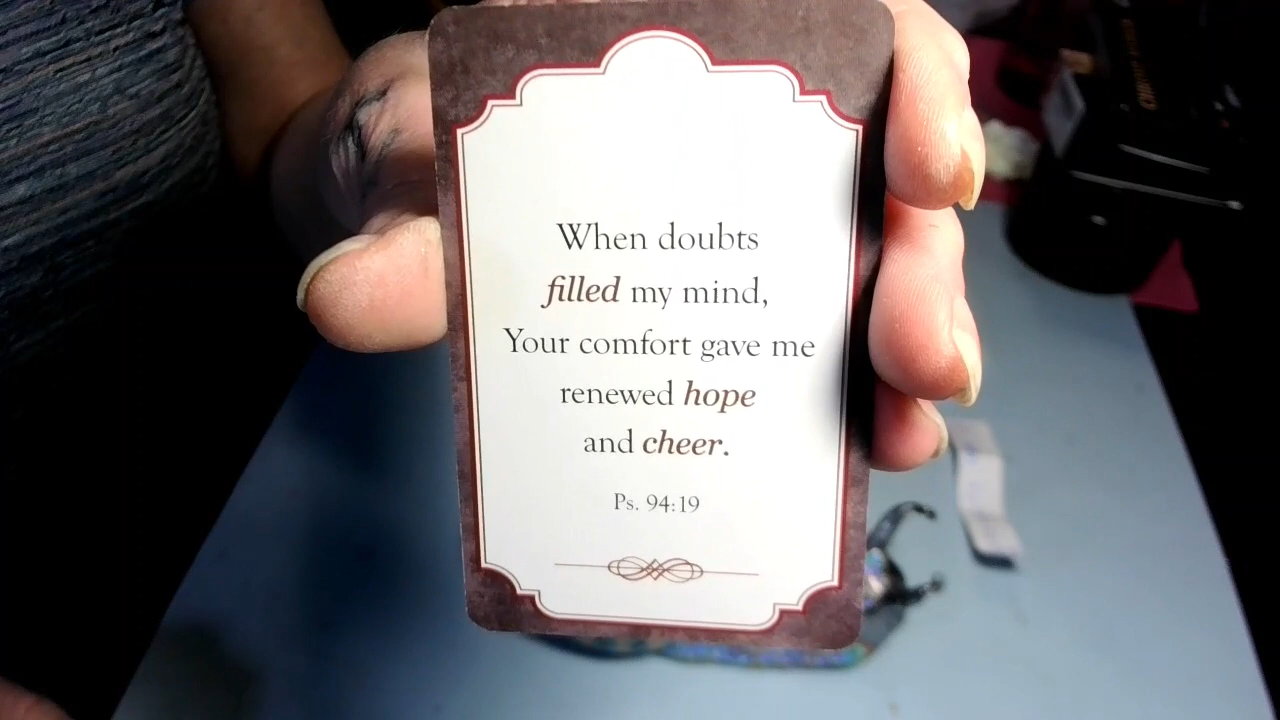 When doubts
filled my mind,
Your comfort gave me
renewed hope
and cheer.
Ps. 94:19